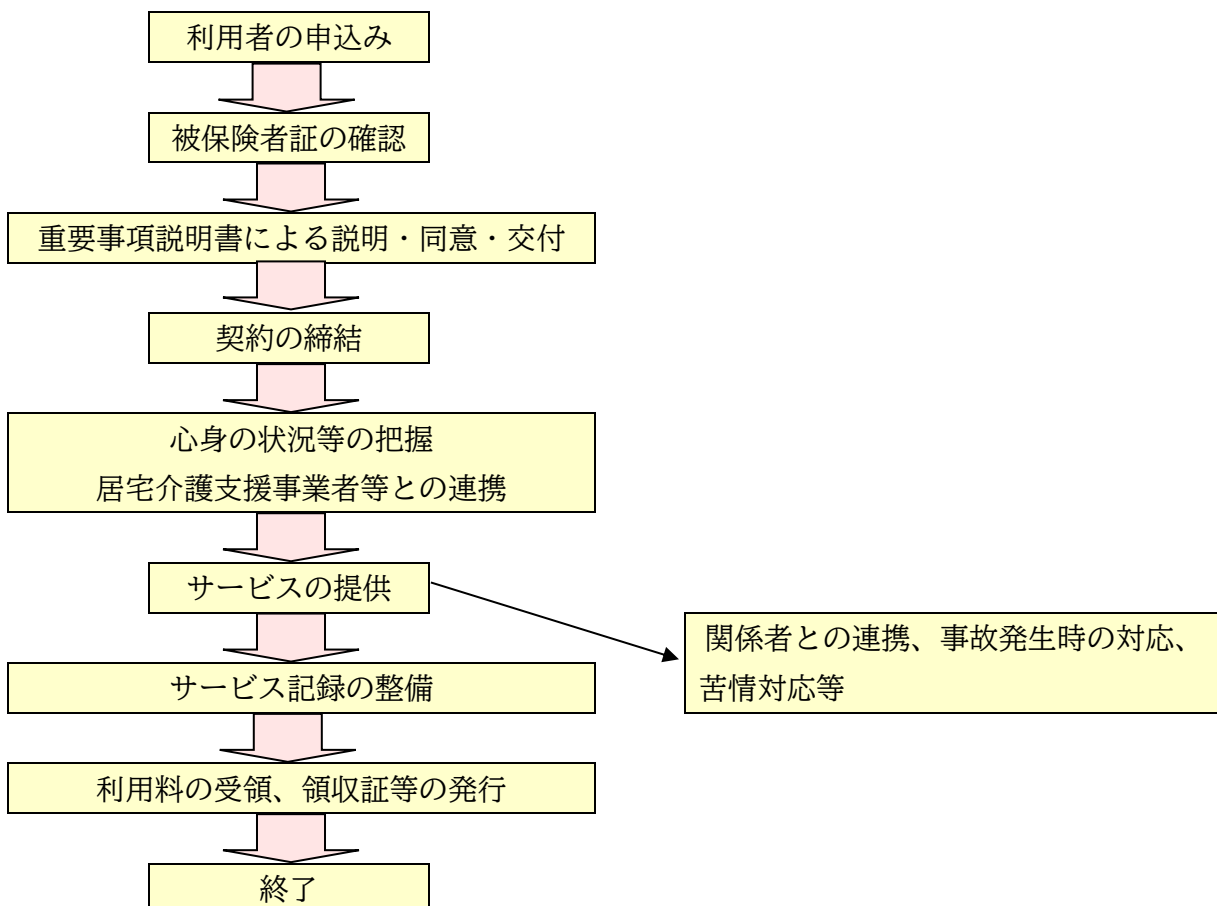 利用者の申込み
被保険者証の確認
重要事項説明書による説明・同意・交付
契約の締結
心身の状況等の把握
居宅介護支援事業者等との連携
サービスの提供
関係者との連携、事故発生時の対応、
苦情対応等
サービス記録の整備
利用料の受領、領収証等の発行
終了